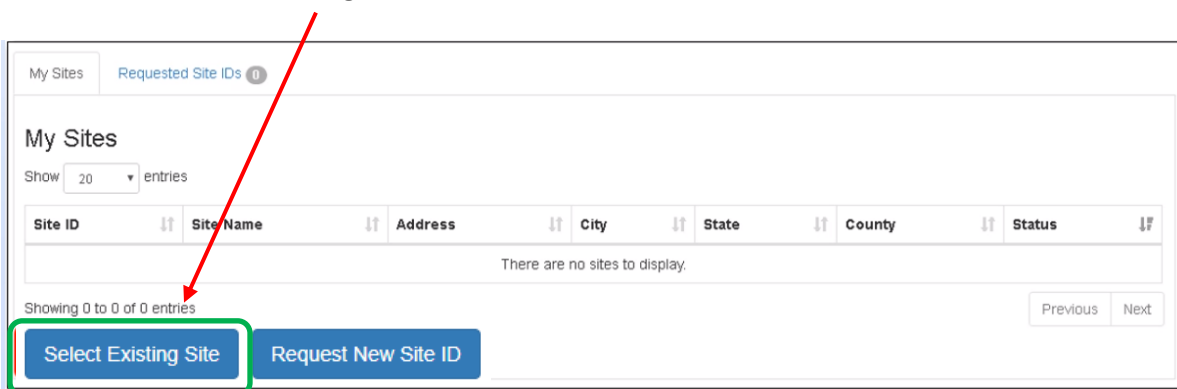 My Sites Requested Site IDs 0
My Sites
Show 20 entries
Site ID Site Name Address City State County Status
There are no sites to display.
Showing 0 to 0 of 0 entries Previous Next
Select Existing Site Request New Site ID